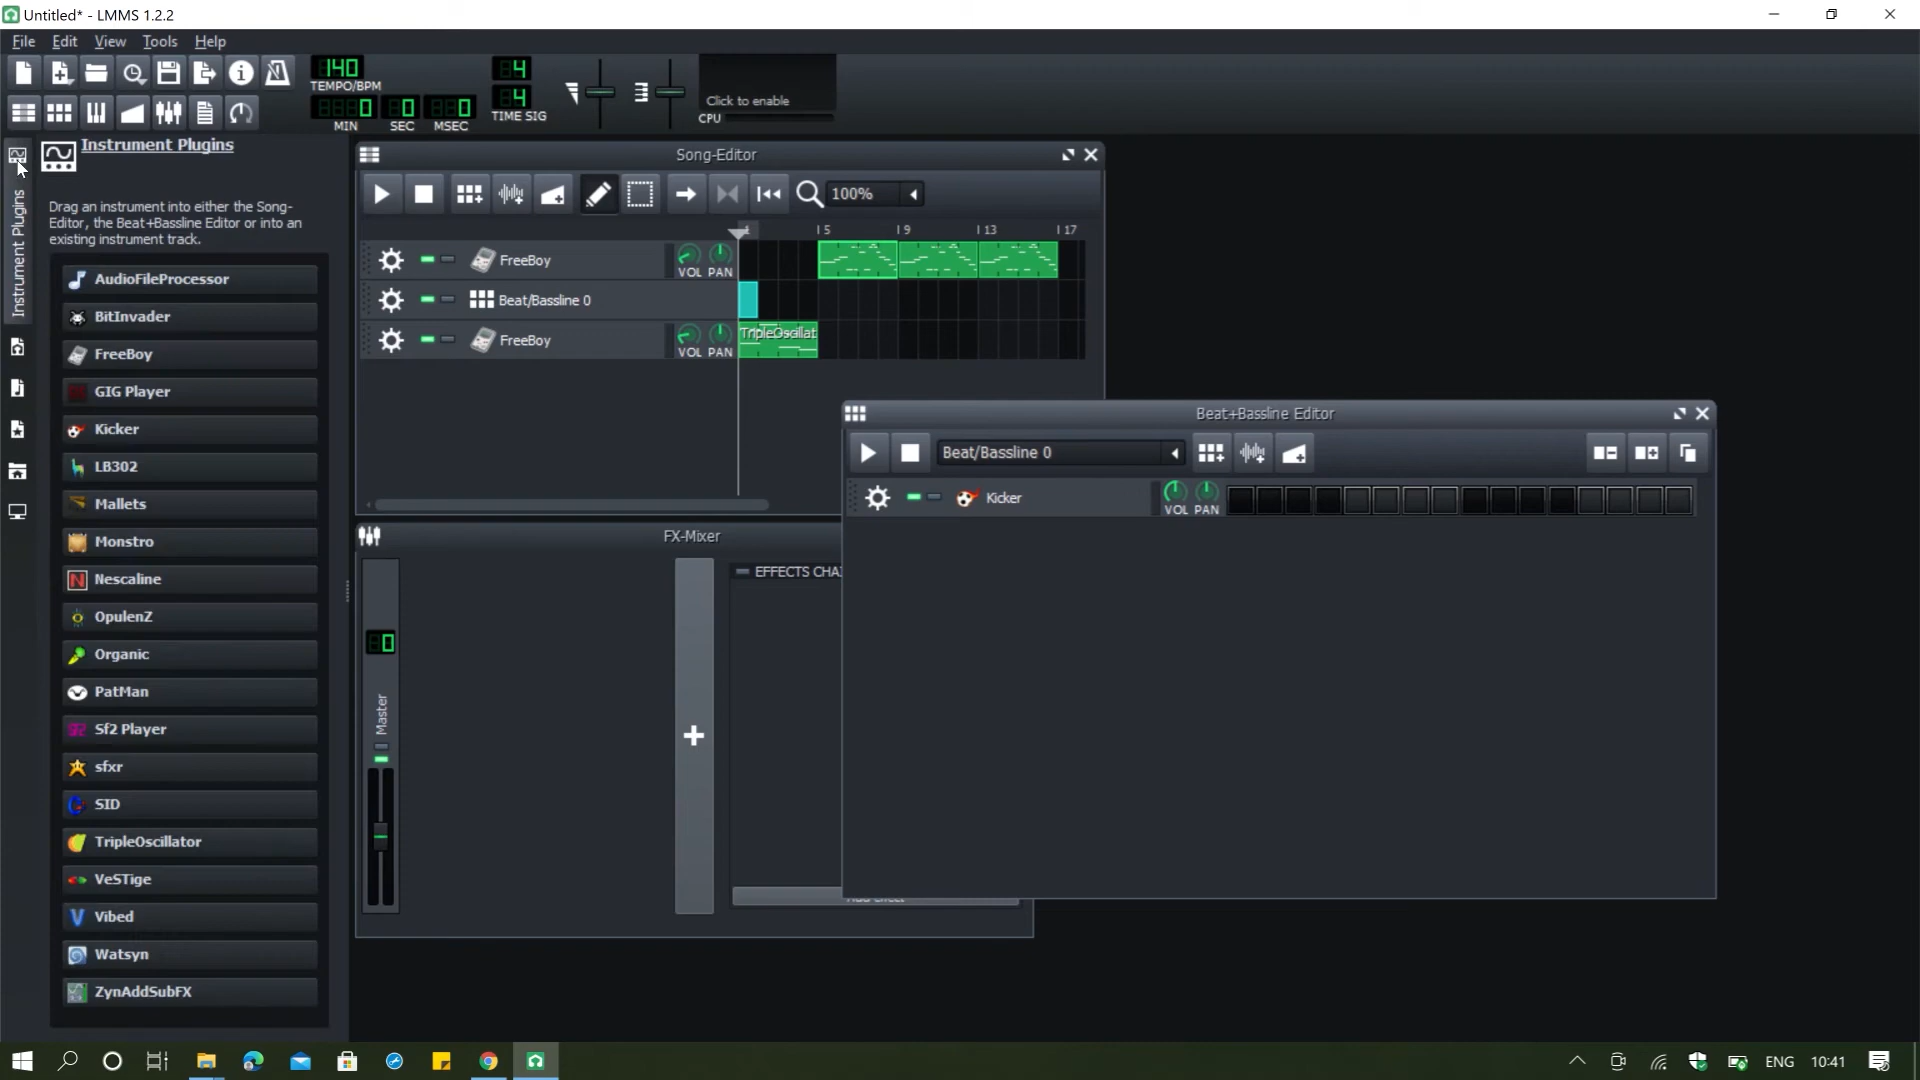 Untitled* - LMMS 1.2.2
File Edit View Tools Help
140
TEMPO/BPM
0 0 0
MIN SEC MSEC
4
4
TIME SIG
Click to enable
CPU
Instrument Plugins
Instrument Plugins
Drag an instrument into either the Song-
Editor, the Beat+Bassline Editor or into an
existing instrument track.
AudioFileProcessor
BitInvader
FreeBoy
GIG Player
Kicker
LB302
Mallets
Monstro
Nescaline
OpulenZ
Organic
PatMan
Sf2 Player
sfxr
SID
TripleOscillator
VeSTige
Vibed
Watsyn
ZynAddSubFX
Song-Editor
100%
5 9 13 17
FreeBoy VOL PAN
Beat/Bassline 0
FreeBoy VOL PAN
TripleOscillat
Beat+Bassline Editor
Beat/Bassline 0
Kicker VOL PAN
FX-Mixer
EFFECTS CHA
0
Master
ENG 10:41